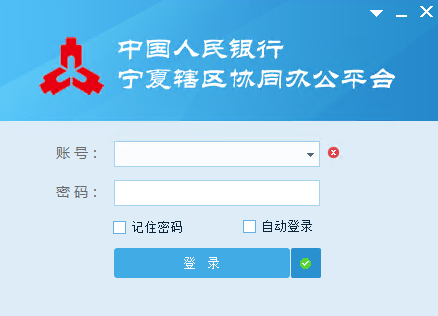 中国人民银行
宁夏辖区协同办公平台
账号：
密码：
记住密码 自动登录
登 录